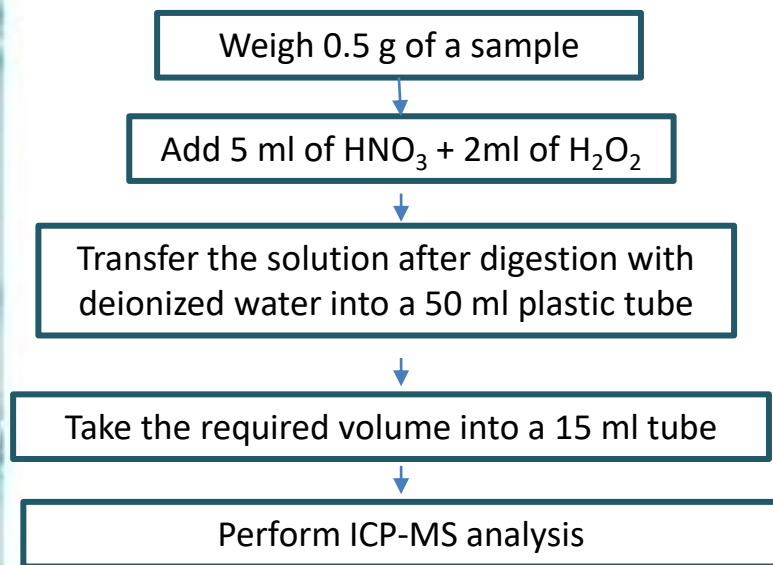 Weigh 0.5 g of a sample
Add 5 ml of HNO₃ + 2ml of H₂O₂
Transfer the solution after digestion with
deionized water into a 50 ml plastic tube
Take the required volume into a 15 ml tube
Perform ICP-MS analysis